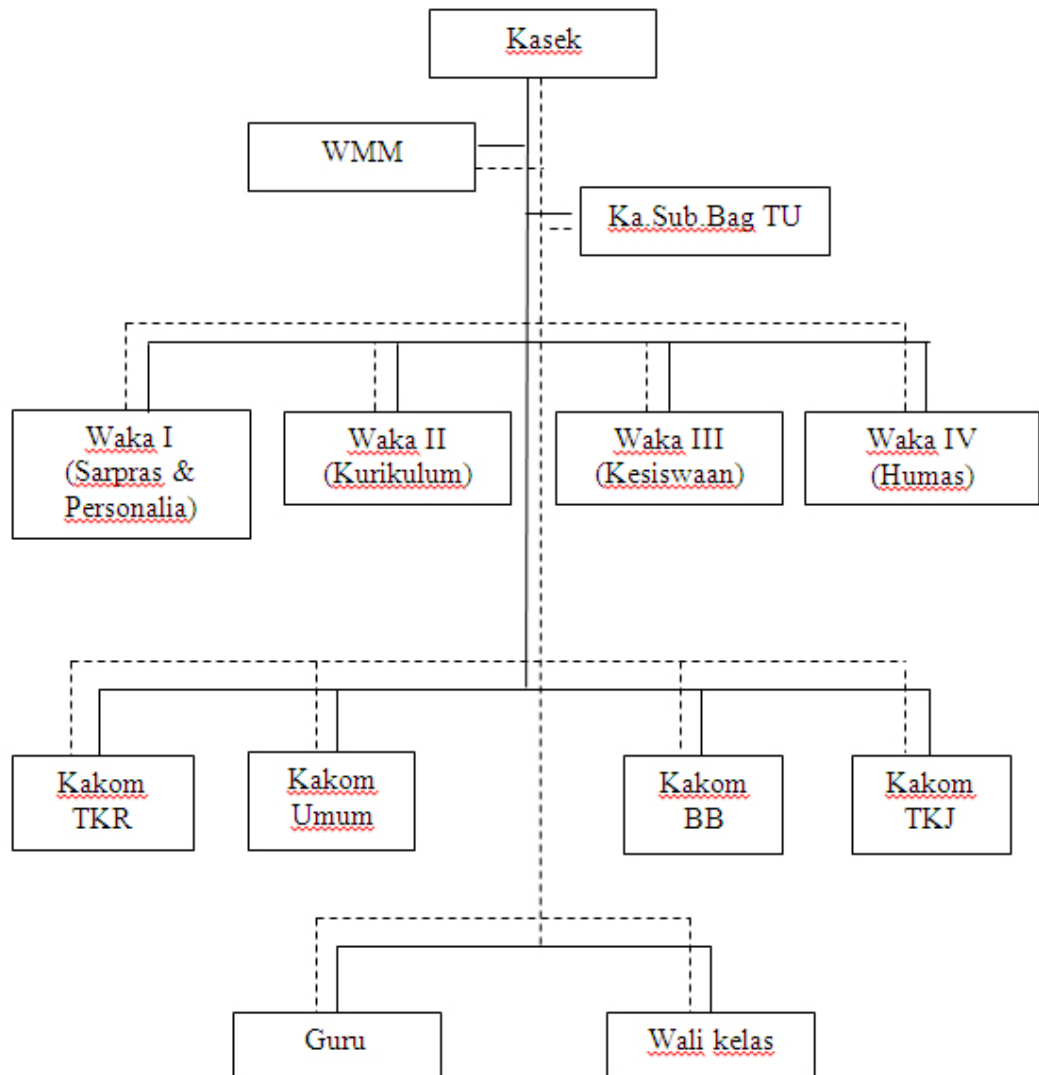 Kasek
WMM
Ka.Sub.Bag TU
Waka I
(Sarpras &
Personalia)
Waka II
(Kurikulum)
Waka III
(Kesiswaan)
Waka IV
(Humas)
Kakom
TKR
Kakom
Umum
Kakom
BB
Kakom
TKJ
Guru
Wali kelas